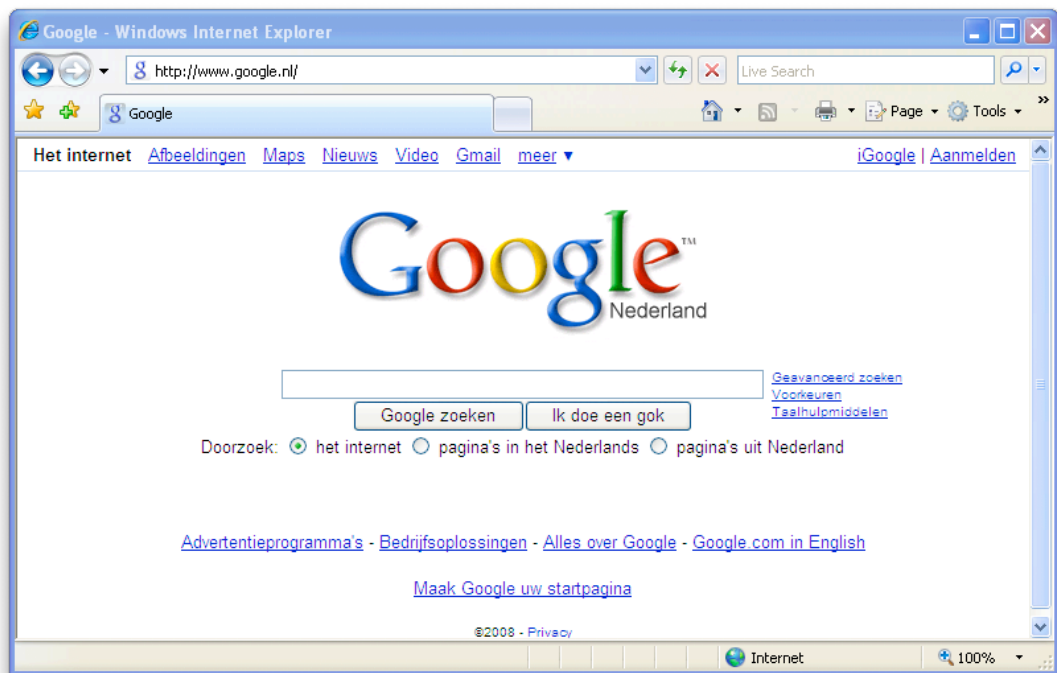 Google - Windows Internet Explorer
http://www.google.nl/ Live Search
Google Page Tools »
Het internet Afbeeldingen Maps Nieuws Video Gmail meer ▼ iGoogle | Aanmelden
Google™
Nederland
Geavanceerd zoeken
Voorkeuren
Taalhulpmiddelen
Google zoeken Ik doe een gok
Doorzoek: het internet pagina's in het Nederlands pagina's uit Nederland
Advertentieprogramma's - Bedrijfsoplossingen - Alles over Google - Google.com in English
Maak Google uw startpagina
©2008 - Privacy
Internet 100%